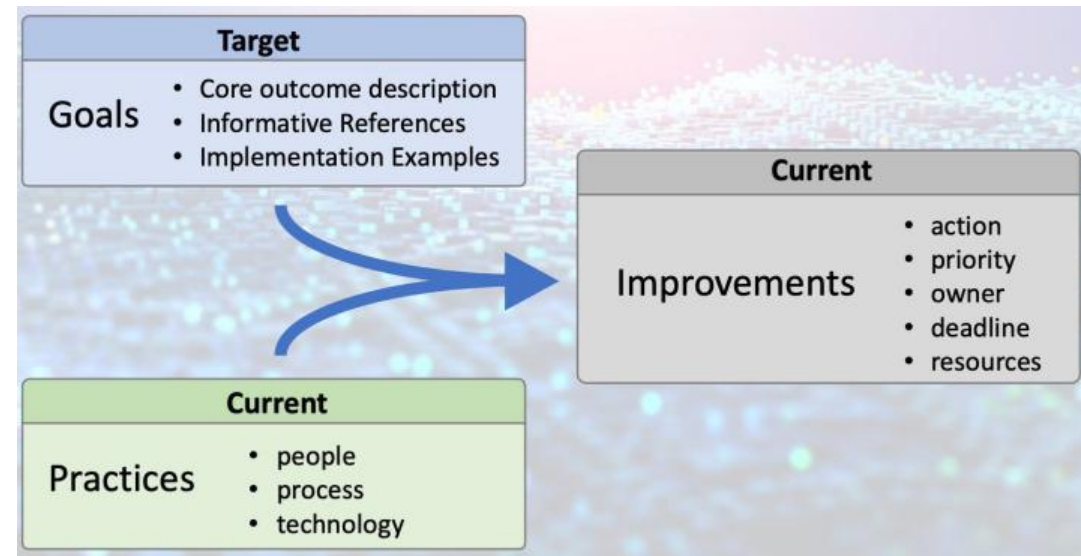 Target
Goals
• Core outcome description
• Informative References
• Implementation Examples
Current
Improvements
• action
• priority
• owner
• deadline
• resources
Current
Practices
• people
• process
• technology